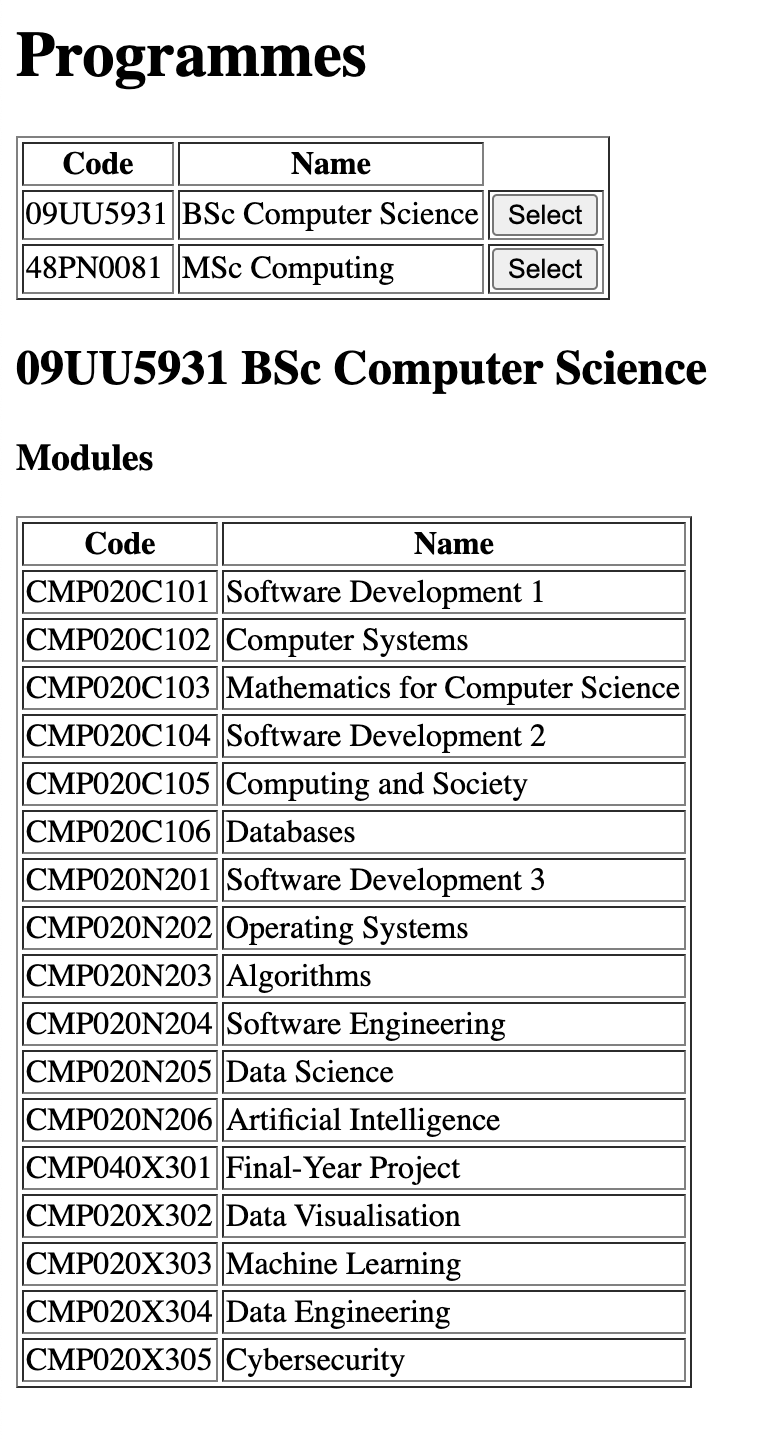 Programmes
Code Name
09UU5931 BSc Computer Science Select
48PN0081 MSc Computing Select
09UU5931 BSc Computer Science
Modules
Code Name
CMP020C101 Software Development 1
CMP020C102 Computer Systems
CMP020C103 Mathematics for Computer Science
CMP020C104 Software Development 2
CMP020C105 Computing and Society
CMP020C106 Databases
CMP020N201 Software Development 3
CMP020N202 Operating Systems
CMP020N203 Algorithms
CMP020N204 Software Engineering
CMP020N205 Data Science
CMP020N206 Artificial Intelligence
CMP040X301 Final-Year Project
CMP020X302 Data Visualisation
CMP020X303 Machine Learning
CMP020X304 Data Engineering
CMP020X305 Cybersecurity